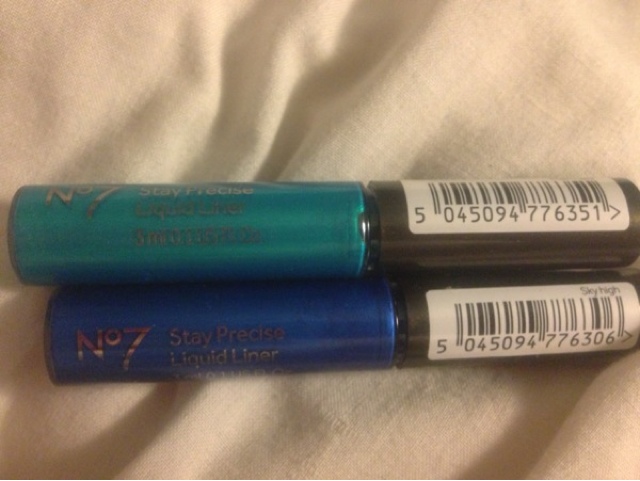 No7
Stay Precise
Liquid Liner
5 045094 776351 >
No7
Stay Precise
Liquid Liner
Sky high
5 045094 776306 >